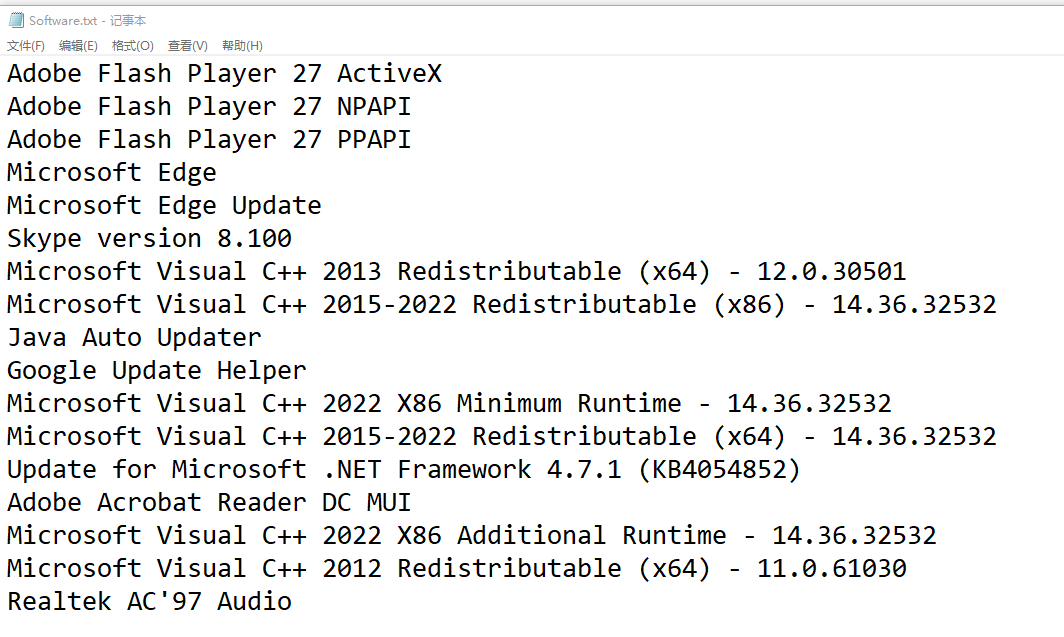 Software.txt - 记事本
文件(F) 编辑(E) 格式(O) 查看(V) 帮助(H)
Adobe Flash Player 27 ActiveX
Adobe Flash Player 27 NPAPI
Adobe Flash Player 27 PPAPI
Microsoft Edge
Microsoft Edge Update
Skype version 8.100
Microsoft Visual C++ 2013 Redistributable (x64) - 12.0.30501
Microsoft Visual C++ 2015-2022 Redistributable (x86) - 14.36.32532
Java Auto Updater
Google Update Helper
Microsoft Visual C++ 2022 X86 Minimum Runtime - 14.36.32532
Microsoft Visual C++ 2015-2022 Redistributable (x64) - 14.36.32532
Update for Microsoft .NET Framework 4.7.1 (KB4054852)
Adobe Acrobat Reader DC MUI
Microsoft Visual C++ 2022 X86 Additional Runtime - 14.36.32532
Microsoft Visual C++ 2012 Redistributable (x64) - 11.0.61030
Realtek AC'97 Audio